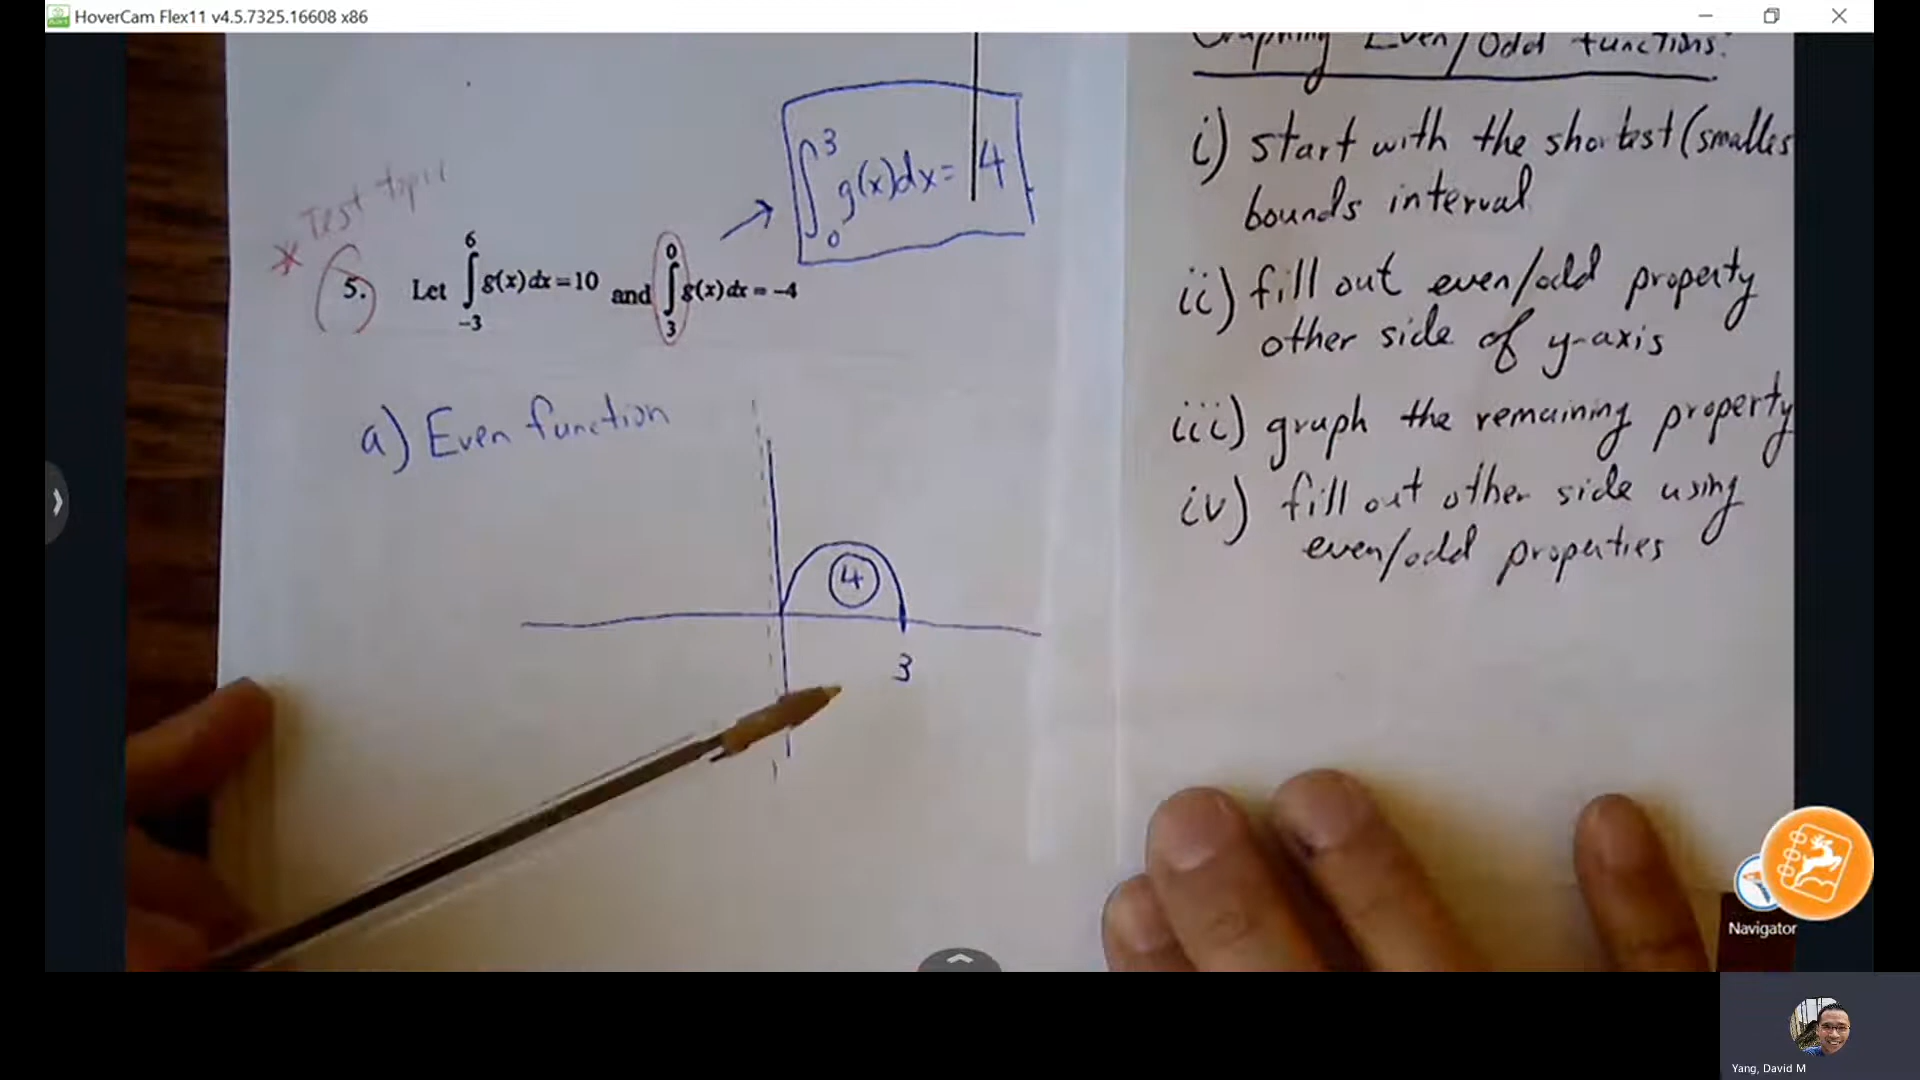 HoverCam Flex11 v4.5.7325.16608 x86
Graphing Even/Odd functions:
i) start with the shortest (smalles
bounds interval
ii) fill out even/odd property
other side of y-axis
iii) graph the remaining property
iv) fill out other side using
even/odd properties
∫₀³ g(x)dx = 4
* Test topic
5. Let ∫₋₃⁶ g(x)dx = 10 and ∫₃⁰ g(x)dx = -4
a) Even function
4
3
Navigator
Yang, David M